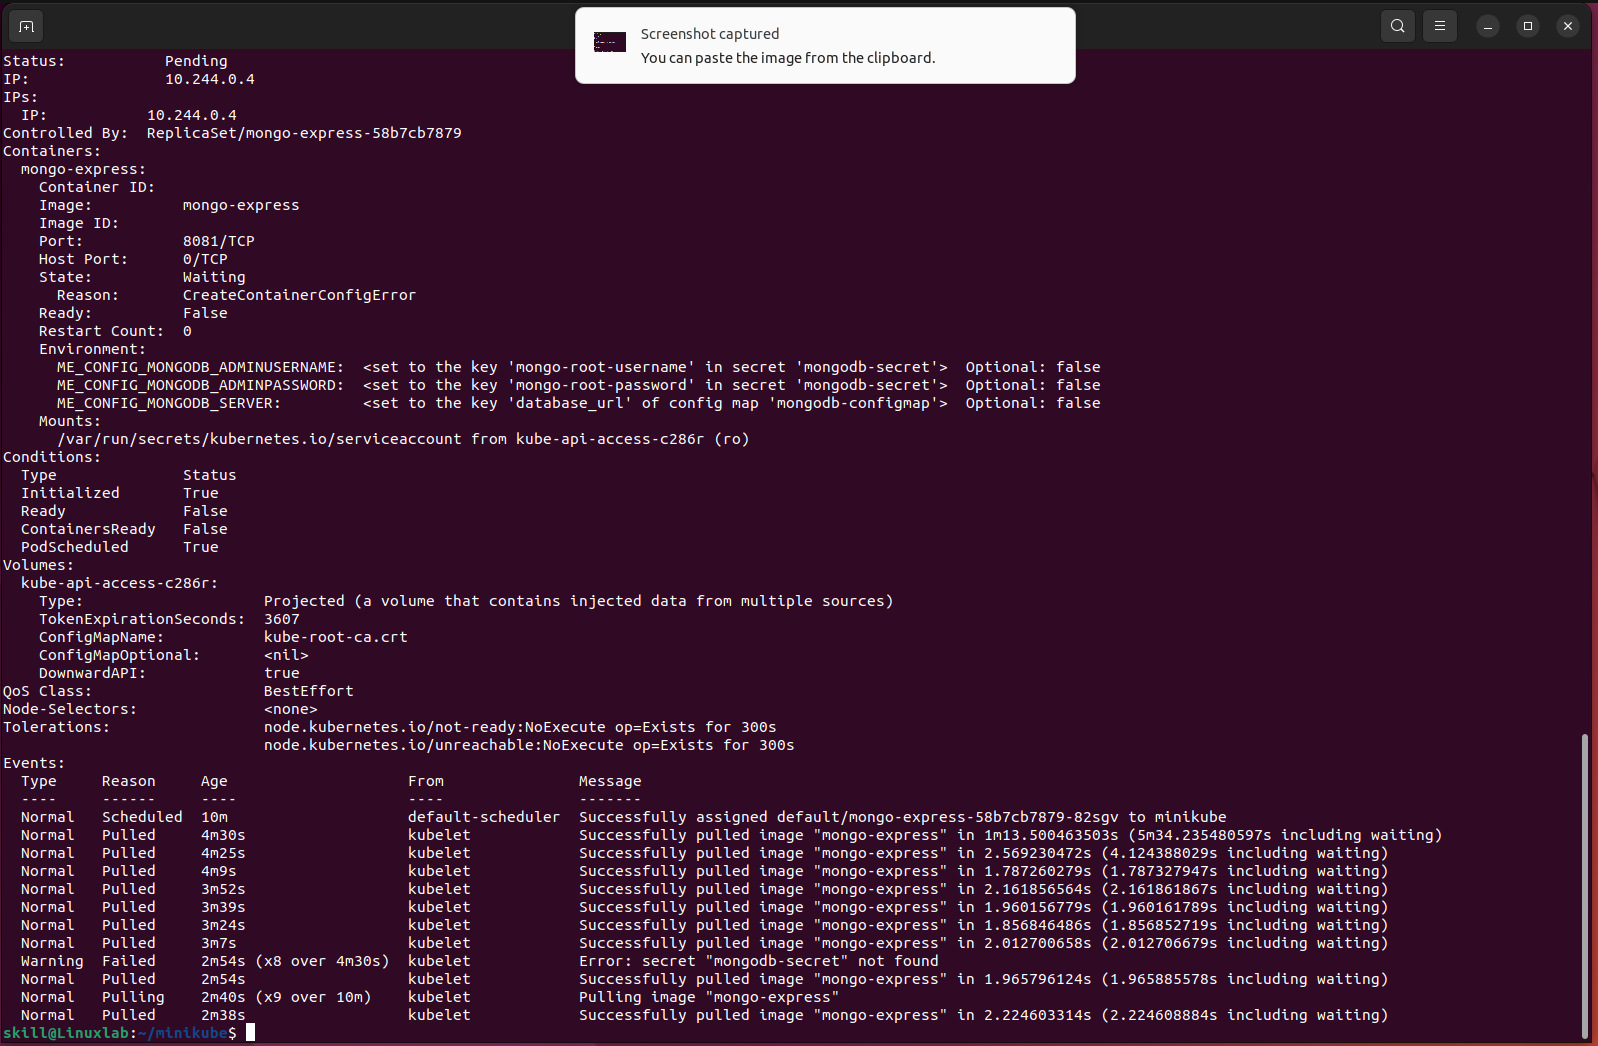 Screenshot captured
You can paste the image from the clipboard.
Status:           Pending
IP:               10.244.0.4
IPs:
  IP:           10.244.0.4
Controlled By:  ReplicaSet/mongo-express-58b7cb7879
Containers:
  mongo-express:
    Container ID:
    Image:          mongo-express
    Image ID:
    Port:           8081/TCP
    Host Port:      0/TCP
    State:          Waiting
      Reason:       CreateContainerConfigError
    Ready:          False
    Restart Count:  0
    Environment:
      ME_CONFIG_MONGODB_ADMINUSERNAME:  <set to the key 'mongo-root-username' in secret 'mongodb-secret'>  Optional: false
      ME_CONFIG_MONGODB_ADMINPASSWORD:  <set to the key 'mongo-root-password' in secret 'mongodb-secret'>  Optional: false
      ME_CONFIG_MONGODB_SERVER:         <set to the key 'database_url' of config map 'mongodb-configmap'>  Optional: false
    Mounts:
      /var/run/secrets/kubernetes.io/serviceaccount from kube-api-access-c286r (ro)
Conditions:
  Type              Status
  Initialized       True
  Ready             False
  ContainersReady   False
  PodScheduled      True
Volumes:
  kube-api-access-c286r:
    Type:                    Projected (a volume that contains injected data from multiple sources)
    TokenExpirationSeconds:  3607
    ConfigMapName:           kube-root-ca.crt
    ConfigMapOptional:       <nil>
    DownwardAPI:             true
QoS Class:                   BestEffort
Node-Selectors:              <none>
Tolerations:                 node.kubernetes.io/not-ready:NoExecute op=Exists for 300s
                             node.kubernetes.io/unreachable:NoExecute op=Exists for 300s
Events:
  Type     Reason     Age                    From               Message
  ----     ------     ----                   ----               -------
  Normal   Scheduled  10m                    default-scheduler  Successfully assigned default/mongo-express-58b7cb7879-82sgv to minikube
  Normal   Pulled     4m30s                  kubelet            Successfully pulled image "mongo-express" in 1m13.500463503s (5m34.235480597s including waiting)
  Normal   Pulled     4m25s                  kubelet            Successfully pulled image "mongo-express" in 2.569230472s (4.124388029s including waiting)
  Normal   Pulled     4m9s                   kubelet            Successfully pulled image "mongo-express" in 1.787260279s (1.787327947s including waiting)
  Normal   Pulled     3m52s                  kubelet            Successfully pulled image "mongo-express" in 2.161856564s (2.161861867s including waiting)
  Normal   Pulled     3m39s                  kubelet            Successfully pulled image "mongo-express" in 1.960156779s (1.960161789s including waiting)
  Normal   Pulled     3m24s                  kubelet            Successfully pulled image "mongo-express" in 1.856846486s (1.856852719s including waiting)
  Normal   Pulled     3m7s                   kubelet            Successfully pulled image "mongo-express" in 2.012700658s (2.012706679s including waiting)
  Warning  Failed     2m54s (x8 over 4m30s)  kubelet            Error: secret "mongodb-secret" not found
  Normal   Pulled     2m54s                  kubelet            Successfully pulled image "mongo-express" in 1.965796124s (1.965885578s including waiting)
  Normal   Pulling    2m40s (x9 over 10m)    kubelet            Pulling image "mongo-express"
  Normal   Pulled     2m38s                  kubelet            Successfully pulled image "mongo-express" in 2.224603314s (2.224608884s including waiting)
skill@Linuxlab:~/minikube$